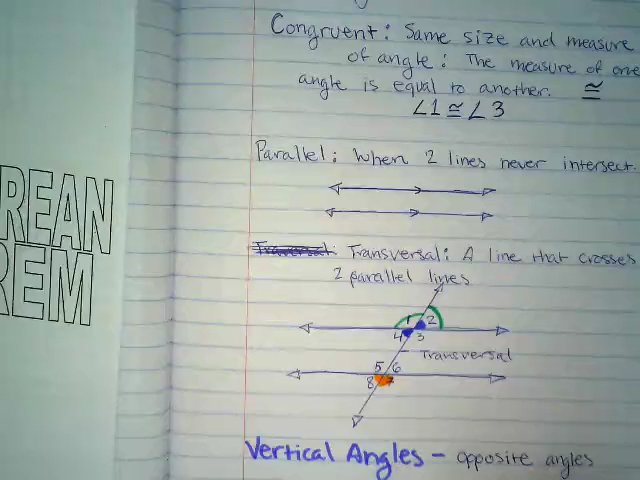 Congruent: Same size and measure
of angle: The measure of one
angle is equal to another. ≅
∠1 ≅ ∠3
Parallel: When 2 lines never intersect.
Transversal: Transversal: A line that crosses
2 parallel lines
1 2
4 3
Transversal
5 6
8 7
Vertical Angles - opposite angles
REAN
REM